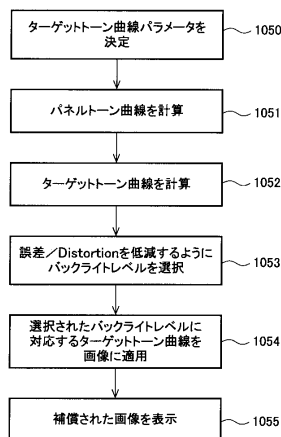 ターゲットトーン曲線パラメータを
決定
1050
パネルトーン曲線を計算
1051
ターゲットトーン曲線を計算
1052
誤差／Distortionを低減するように
バックライトレベルを選択
1053
選択されたバックライトレベルに
対応するターゲットトーン曲線を
画像に適用
1054
補償された画像を表示
1055